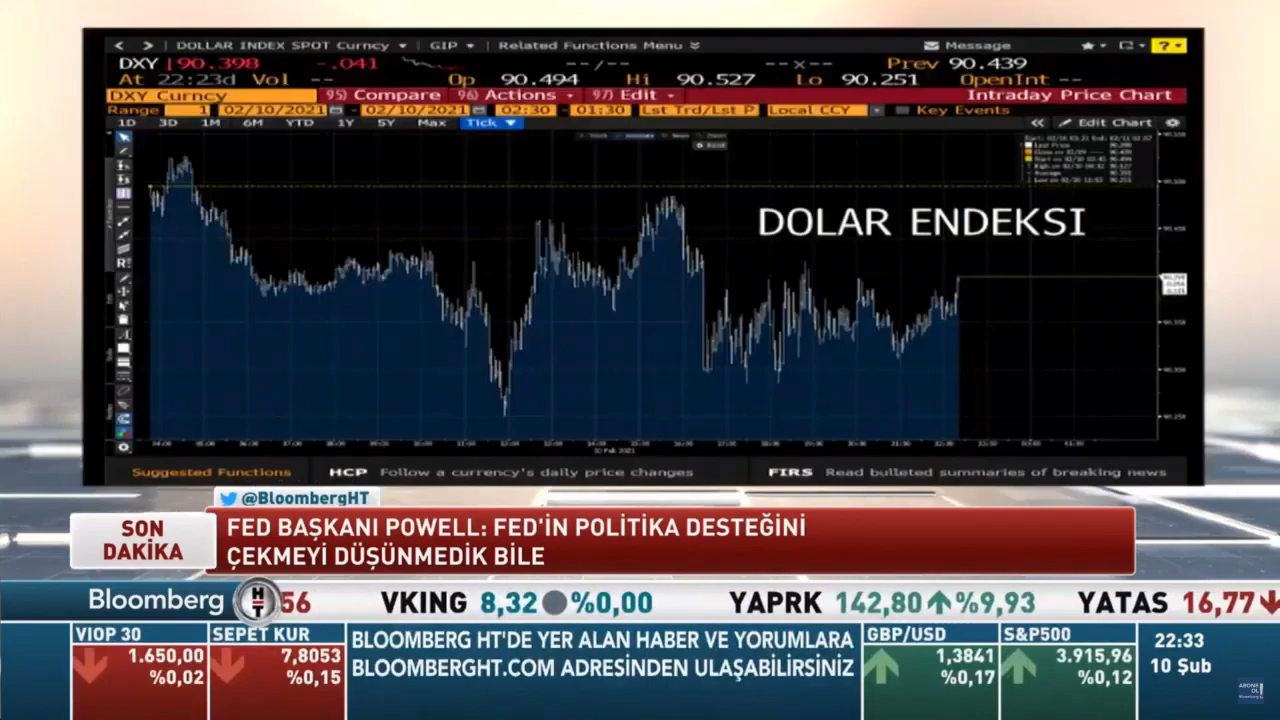 < > DOLLAR INDEX SPOT Curncy GIP Related Functions Menu Message ?
DXY 90.398 -.041 --/-- --x-- Prev 90.439
At 22:23d Vol -- Op 90.494 Hi 90.527 Lo 90.251 OpenInt --
DXY Curncy 95) Compare 96) Actions 97) Edit Intraday Price Chart
Range 1 02/10/2021 - 02/10/2021 02:30 - 01:30 Lst Trd/Lst P Local CCY Key Events
1D 3D 1M 6M YTD 1Y 5Y Max Tick « Edit Chart
DOLAR ENDEKSI
10 Feb 2021
Suggested Functions HCP Follow a currency's daily price changes FIRS Read bulleted summaries of breaking news
@BloombergHT
SON DAKİKA
FED BAŞKANI POWELL: FED'İN POLİTİKA DESTEĞİNİ
ÇEKMEYİ DÜŞÜNMEDİK BİLE
Bloomberg HT 56 VKING 8,32 %0,00 YAPRK 142,80 %9,93 YATAS 16,77
VIOP 30
1.650,00
%0,02
SEPET KUR
7,8053
%0,15
BLOOMBERG HT'DE YER ALAN HABER VE YORUMLARA
BLOOMBERGHT.COM ADRESİNDEN ULAŞABİLİRSİNİZ
GBP/USD
1,3841
%0,17
S&P500
3.915,96
%0,12
22:33
10 Şub
ABONE
OL!